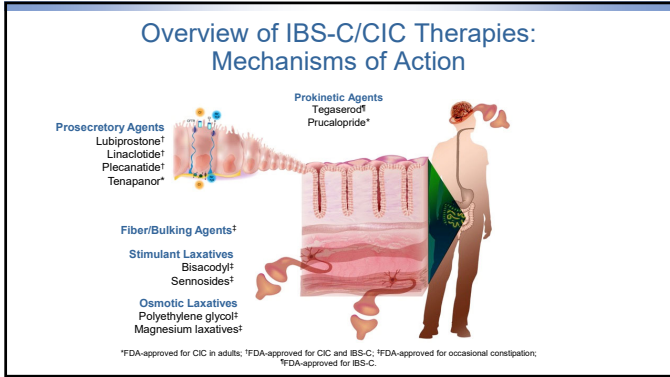 Overview of IBS-C/CIC Therapies:
Mechanisms of Action
Prokinetic Agents
Tegaserod¶
Prucalopride*
Prosecretory Agents
Lubiprostone†
Linaclotide†
Plecanatide†
Tenapanor*
Fiber/Bulking Agents‡
Stimulant Laxatives
Bisacodyl‡
Sennosides‡
Osmotic Laxatives
Polyethylene glycol‡
Magnesium laxatives‡
*FDA-approved for CIC in adults; †FDA-approved for CIC and IBS-C; ‡FDA-approved for occasional constipation;
¶FDA-approved for IBS-C.